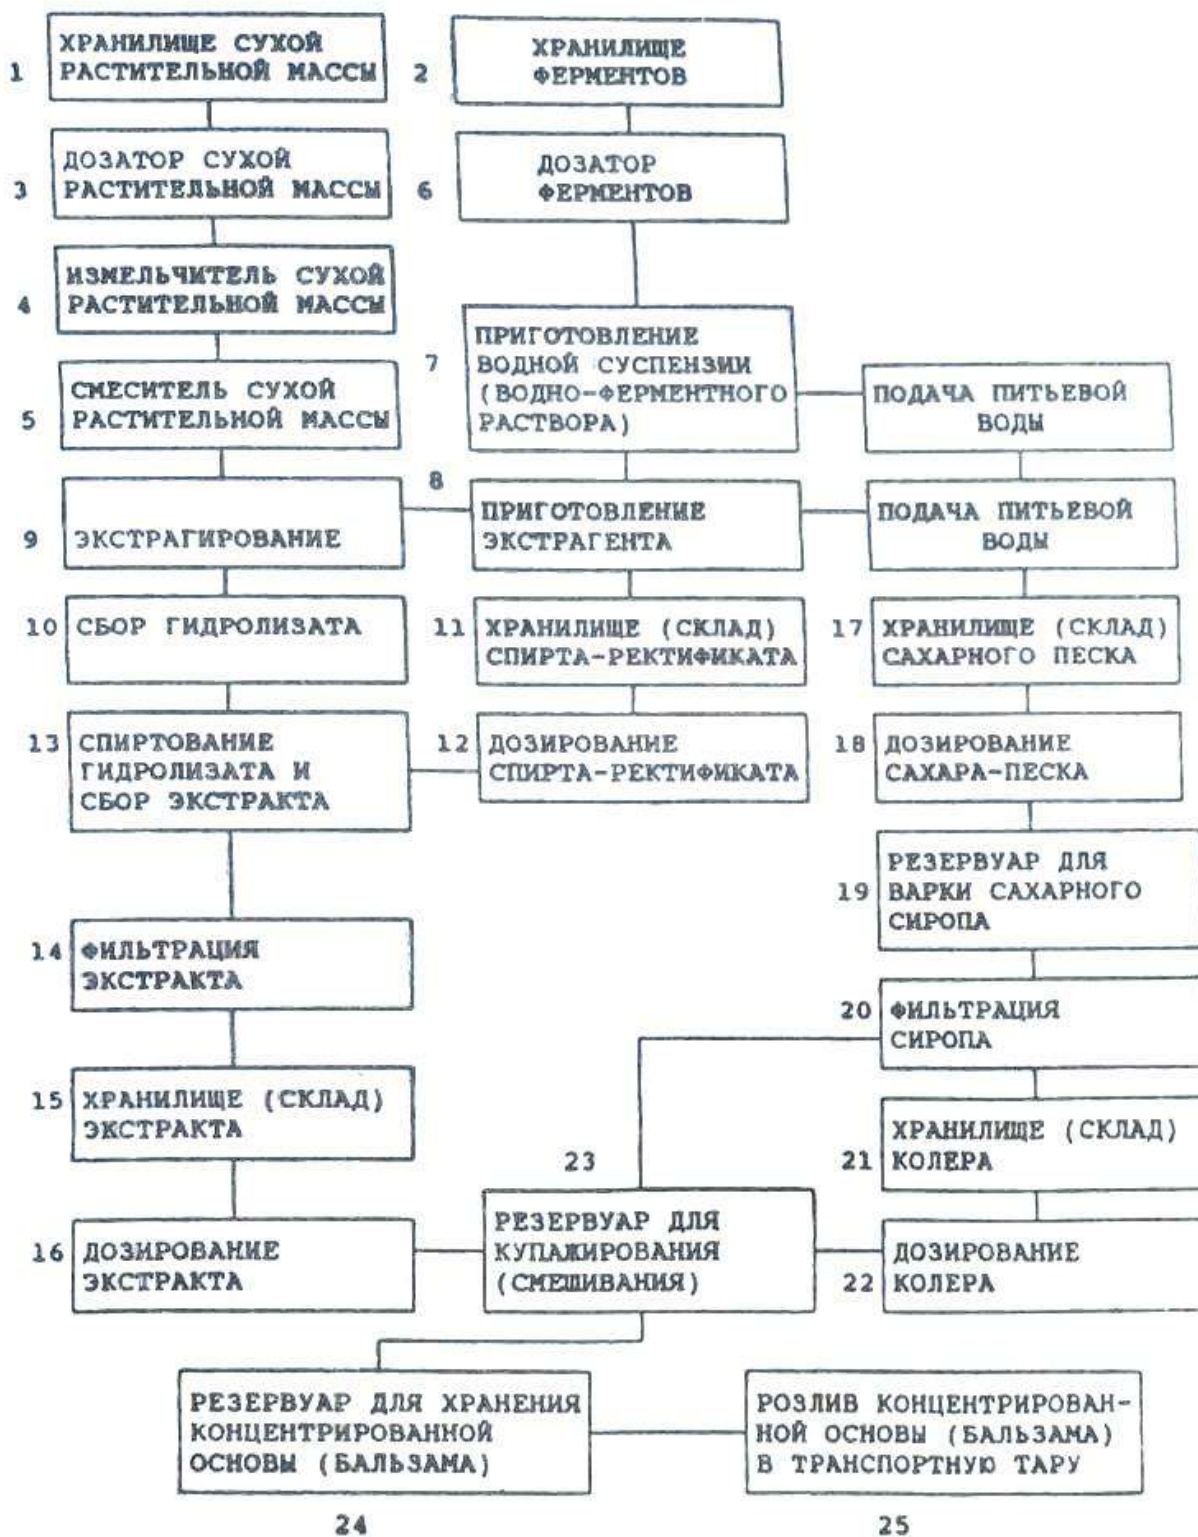 1
ХРАНИЛИЩЕ СУХОЙ
РАСТИТЕЛЬНОЙ МАССЫ
2
ХРАНИЛИЩЕ
ФЕРМЕНТОВ
3
ДОЗАТОР СУХОЙ
РАСТИТЕЛЬНОЙ МАССЫ
6
ДОЗАТОР
ФЕРМЕНТОВ
4
ИЗМЕЛЬЧИТЕЛЬ СУХОЙ
РАСТИТЕЛЬНОЙ МАССЫ
7
ПРИГОТОВЛЕНИЕ
ВОДНОЙ СУСПЕНЗИИ
(ВОДНО-ФЕРМЕНТНОГО
РАСТВОРА)
ПОДАЧА ПИТЬЕВОЙ
ВОДЫ
5
СМЕСИТЕЛЬ СУХОЙ
РАСТИТЕЛЬНОЙ МАССЫ
9
ЭКСТРАГИРОВАНИЕ
8
ПРИГОТОВЛЕНИЕ
ЭКСТРАГЕНТА
ПОДАЧА ПИТЬЕВОЙ
ВОДЫ
10
СБОР ГИДРОЛИЗАТА
11
ХРАНИЛИЩЕ (СКЛАД)
СПИРТА-РЕКТИФИКАТА
17
ХРАНИЛИЩЕ (СКЛАД)
САХАРНОГО ПЕСКА
13
СПИРТОВАНИЕ
ГИДРОЛИЗАТА И
СБОР ЭКСТРАКТА
12
ДОЗИРОВАНИЕ
СПИРТА-РЕКТИФИКАТА
18
ДОЗИРОВАНИЕ
САХАРА-ПЕСКА
19
РЕЗЕРВУАР ДЛЯ
ВАРКИ САХАРНОГО
СИРОПА
14
ФИЛЬТРАЦИЯ
ЭКСТРАКТА
20
ФИЛЬТРАЦИЯ
СИРОПА
15
ХРАНИЛИЩЕ (СКЛАД)
ЭКСТРАКТА
21
ХРАНИЛИЩЕ (СКЛАД)
КОЛЕРА
16
ДОЗИРОВАНИЕ
ЭКСТРАКТА
23
РЕЗЕРВУАР ДЛЯ
КУПАЖИРОВАНИЯ
(СМЕШИВАНИЯ)
22
ДОЗИРОВАНИЕ
КОЛЕРА
РЕЗЕРВУАР ДЛЯ ХРАНЕНИЯ
КОНЦЕНТРИРОВАННОЙ
ОСНОВЫ (БАЛЬЗАМА)
24
РОЗЛИВ КОНЦЕНТРИРОВАН-
НОЙ ОСНОВЫ (БАЛЬЗАМА)
В ТРАНСПОРТНУЮ ТАРУ
25